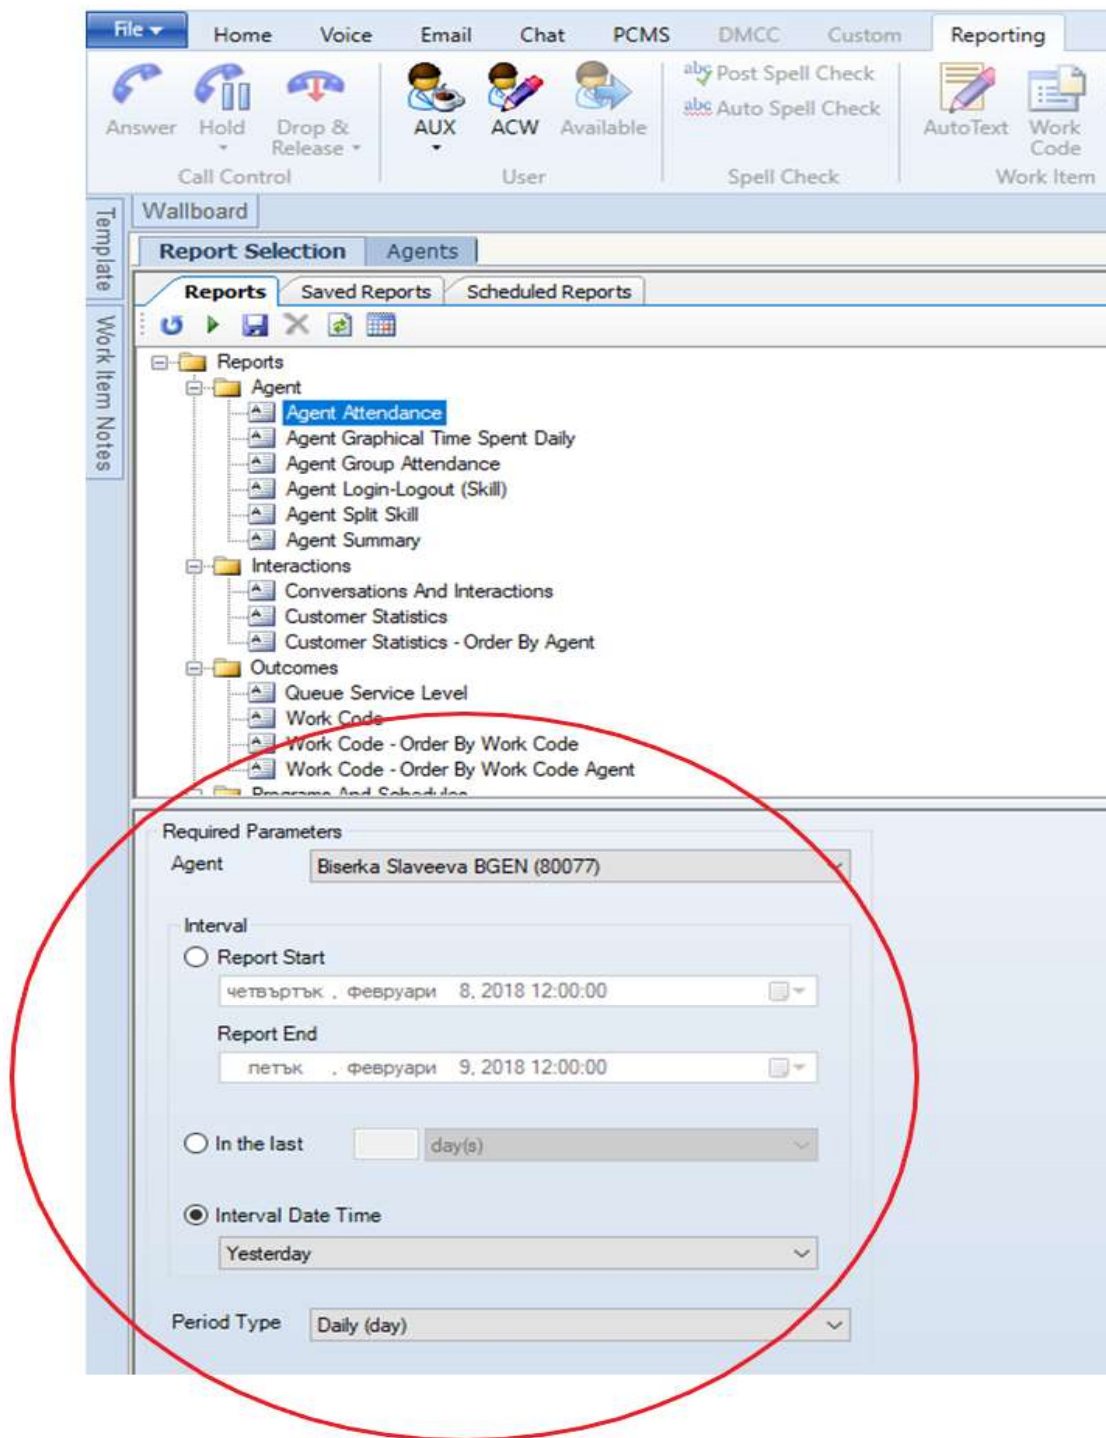 File
Home Voice Email Chat PCMS DMCC Custom Reporting
abc Post Spell Check
abc Auto Spell Check
Answer Hold Drop & Release AUX ACW Available AutoText Work Code
Call Control User Spell Check Work Item
Template
Work Item Notes
Wallboard
Report Selection Agents
Reports Saved Reports Scheduled Reports
Reports
Agent
Agent Attendance
Agent Graphical Time Spent Daily
Agent Group Attendance
Agent Login-Logout (Skill)
Agent Split Skill
Agent Summary
Interactions
Conversations And Interactions
Customer Statistics
Customer Statistics - Order By Agent
Outcomes
Queue Service Level
Work Code
Work Code - Order By Work Code
Work Code - Order By Work Code Agent
Programs And Schedules
Required Parameters
Agent Biserka Slaveeva BGEN (80077)
Interval
Report Start
четвъртък , февруари 8, 2018 12:00:00
Report End
петък , февруари 9, 2018 12:00:00
In the last day(s)
Interval Date Time
Yesterday
Period Type Daily (day)